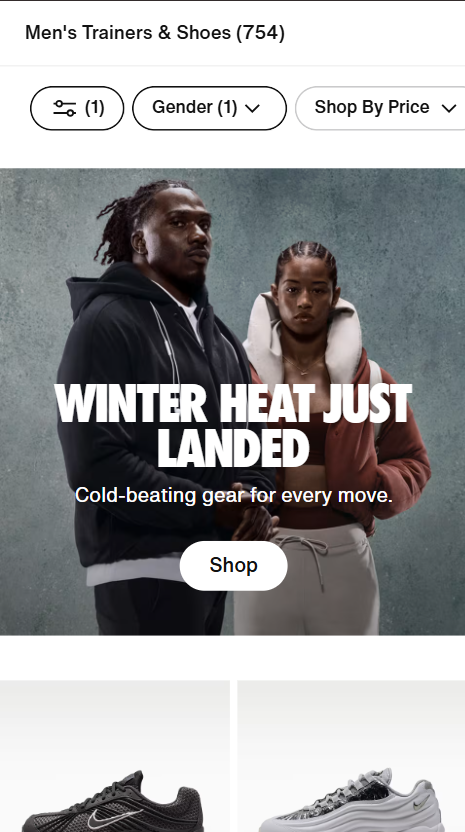 Men's Trainers & Shoes (754)
(1)
Gender (1)
Shop By Price
WINTER HEAT JUST
LANDED
Cold-beating gear for every move.
Shop